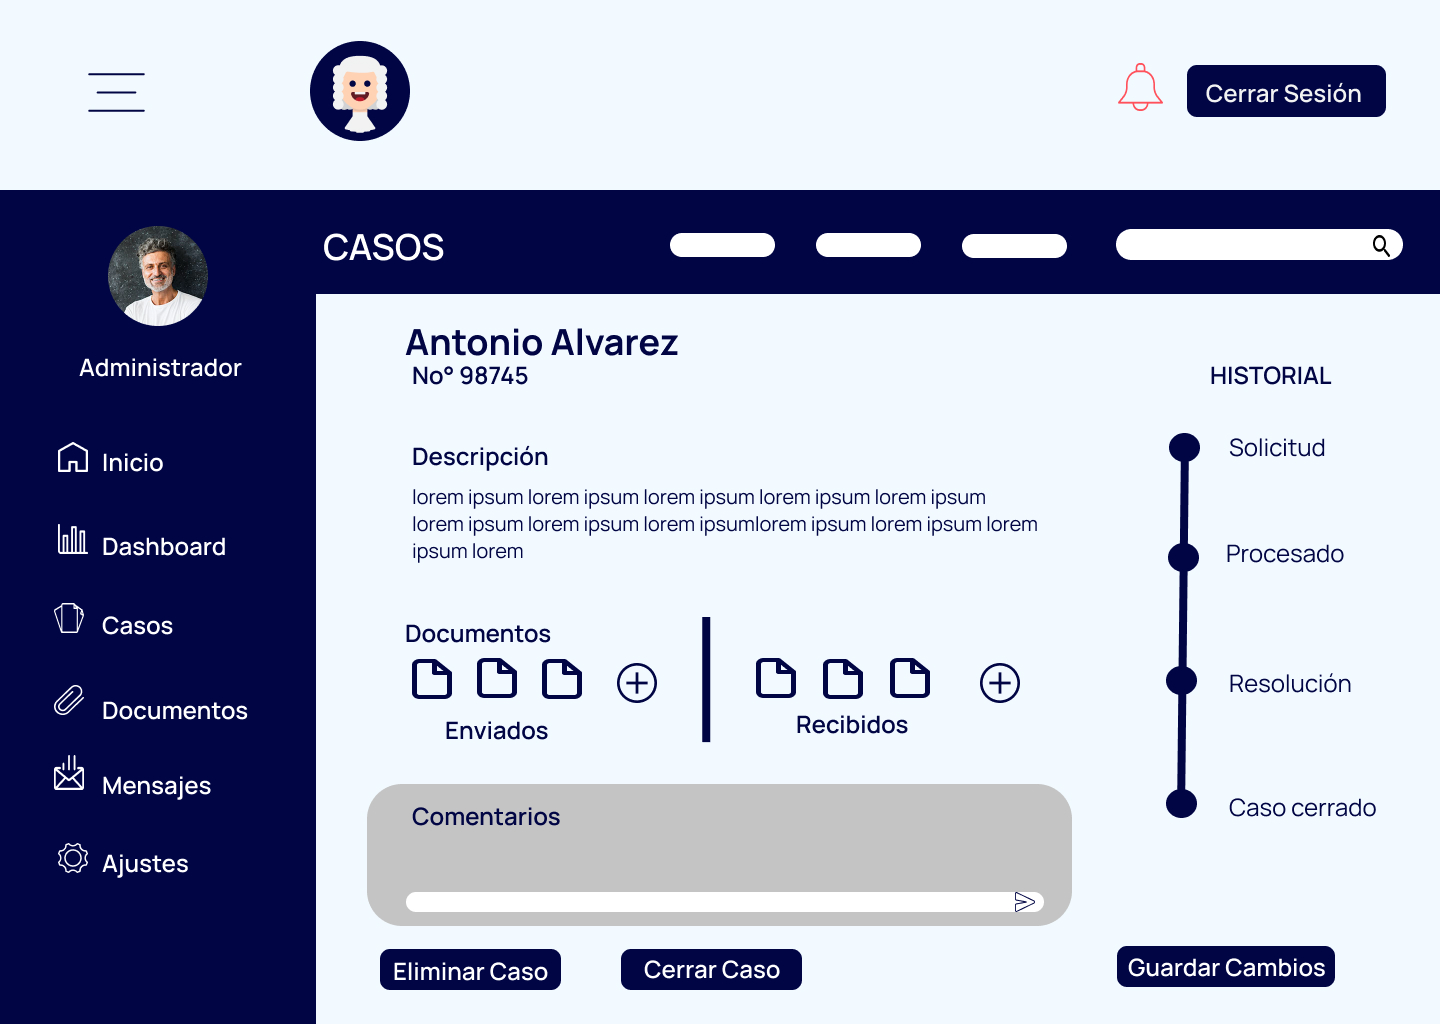 Cerrar Sesión
CASOS
Administrador
Inicio
Dashboard
Casos
Documentos
Mensajes
Ajustes
Antonio Alvarez
No° 98745
Descripción
lorem ipsum lorem ipsum lorem ipsum lorem ipsum lorem ipsum
lorem ipsum lorem ipsum lorem ipsumlorem ipsum lorem ipsum lorem
ipsum lorem
Documentos
Enviados
Recibidos
Comentarios
Eliminar Caso
Cerrar Caso
HISTORIAL
Solicitud
Procesado
Resolución
Caso cerrado
Guardar Cambios